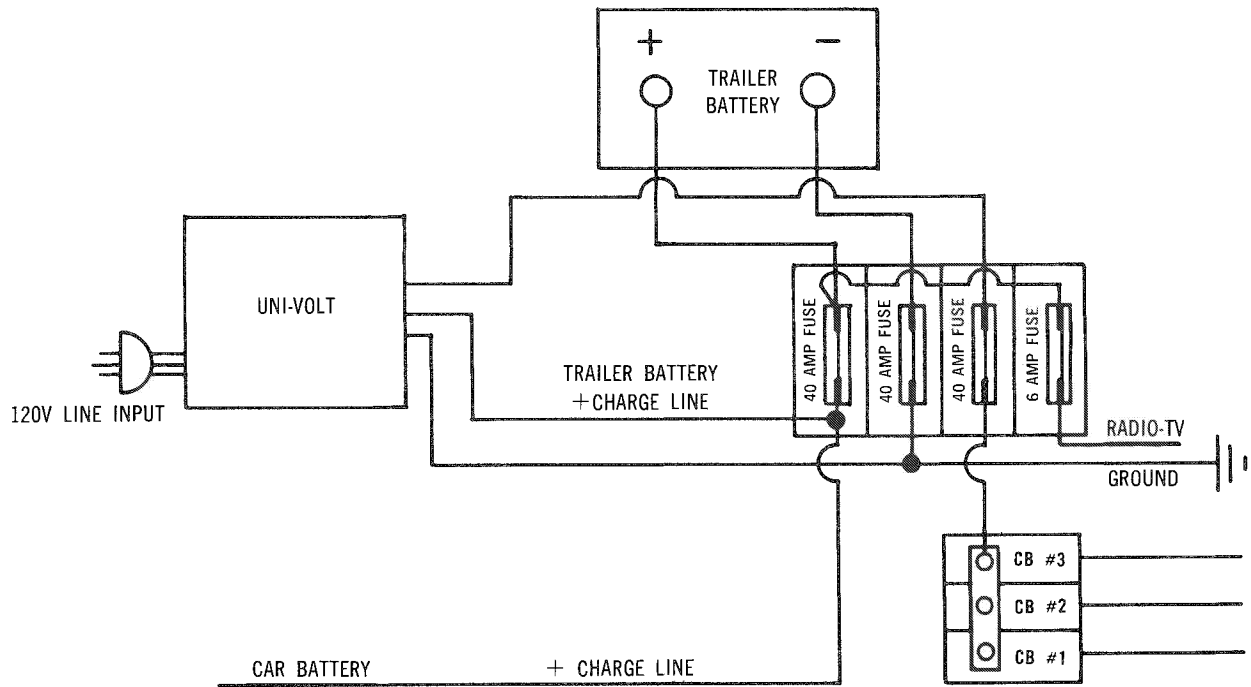 + −
TRAILER
BATTERY
UNI-VOLT
120V LINE INPUT
TRAILER BATTERY
+CHARGE LINE
40 AMP FUSE
40 AMP FUSE
40 AMP FUSE
6 AMP FUSE
RADIO-TV
GROUND
CB #3
CB #2
CB #1
CAR BATTERY + CHARGE LINE